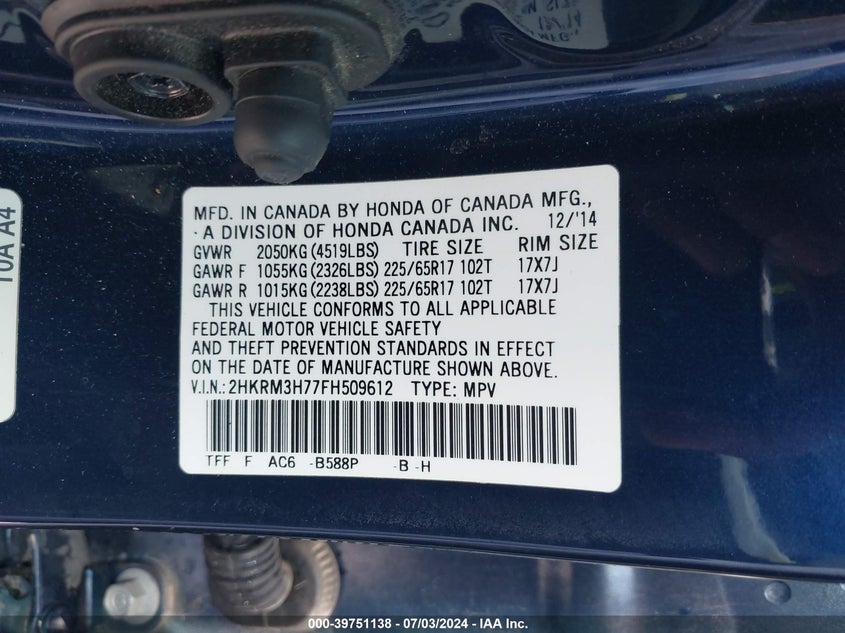 MFD. IN CANADA BY HONDA OF CANADA MFG.,
A DIVISION OF HONDA CANADA INC. 12/'14
GVWR 2050KG (4519LBS) TIRE SIZE RIM SIZE
GAWR F 1055KG (2326LBS) 225/65R17 102T 17X7J
GAWR R 1015KG (2238LBS) 225/65R17 102T 17X7J
THIS VEHICLE CONFORMS TO ALL APPLICABLE
FEDERAL MOTOR VEHICLE SAFETY
AND THEFT PREVENTION STANDARDS IN EFFECT
ON THE DATE OF MANUFACTURE SHOWN ABOVE.
V.I.N.: 2HKRM3H77FH509612 TYPE: MPV
TFF F AC6 -B588P -B -H
10A A4
000-39751138 - 07/03/2024 - IAA Inc.